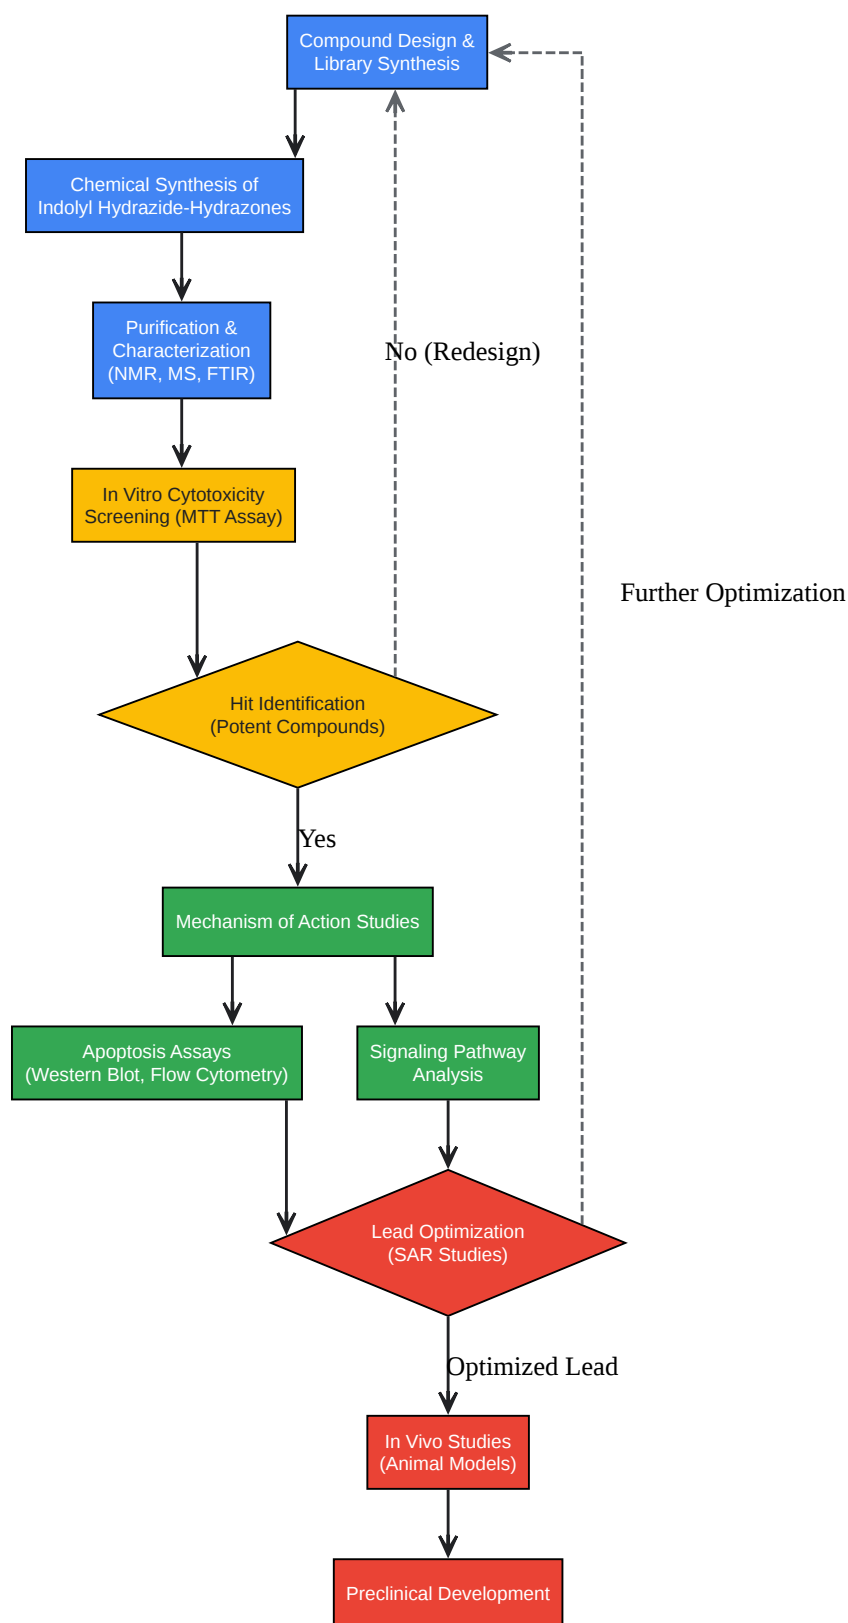 Compound Design &
Library Synthesis
Chemical Synthesis of
Indolyl Hydrazide-Hydrazones
Purification &
Characterization
(NMR, MS, FTIR)
No (Redesign)
In Vitro Cytotoxicity
Screening (MTT Assay)
Further Optimization
Hit Identification
(Potent Compounds)
Yes
Mechanism of Action Studies
Apoptosis Assays
(Western Blot, Flow Cytometry)
Signaling Pathway
Analysis
Lead Optimization
(SAR Studies)
Optimized Lead
In Vivo Studies
(Animal Models)
Preclinical Development